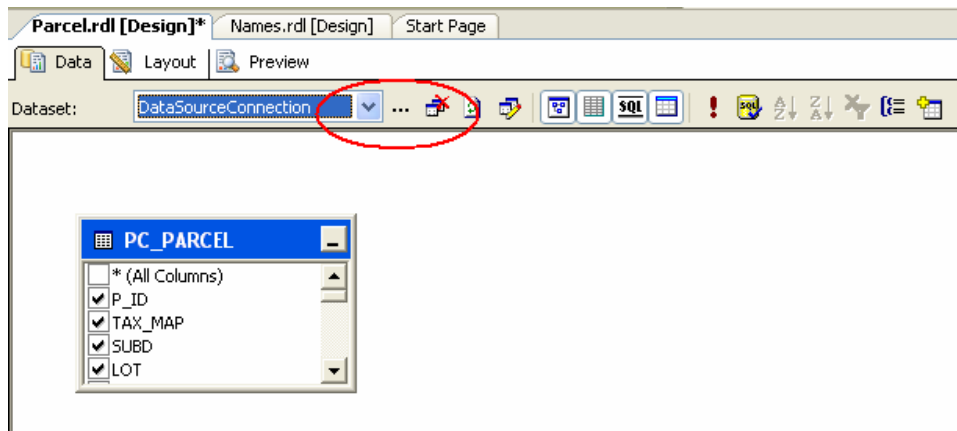 Parcel.rdl [Design]* Names.rdl [Design] Start Page
Data Layout Preview
Dataset: DataSourceConnection ... SQL ! SQL A Z Z A
PC_PARCEL
* (All Columns)
P_ID
TAX_MAP
SUBD
LOT